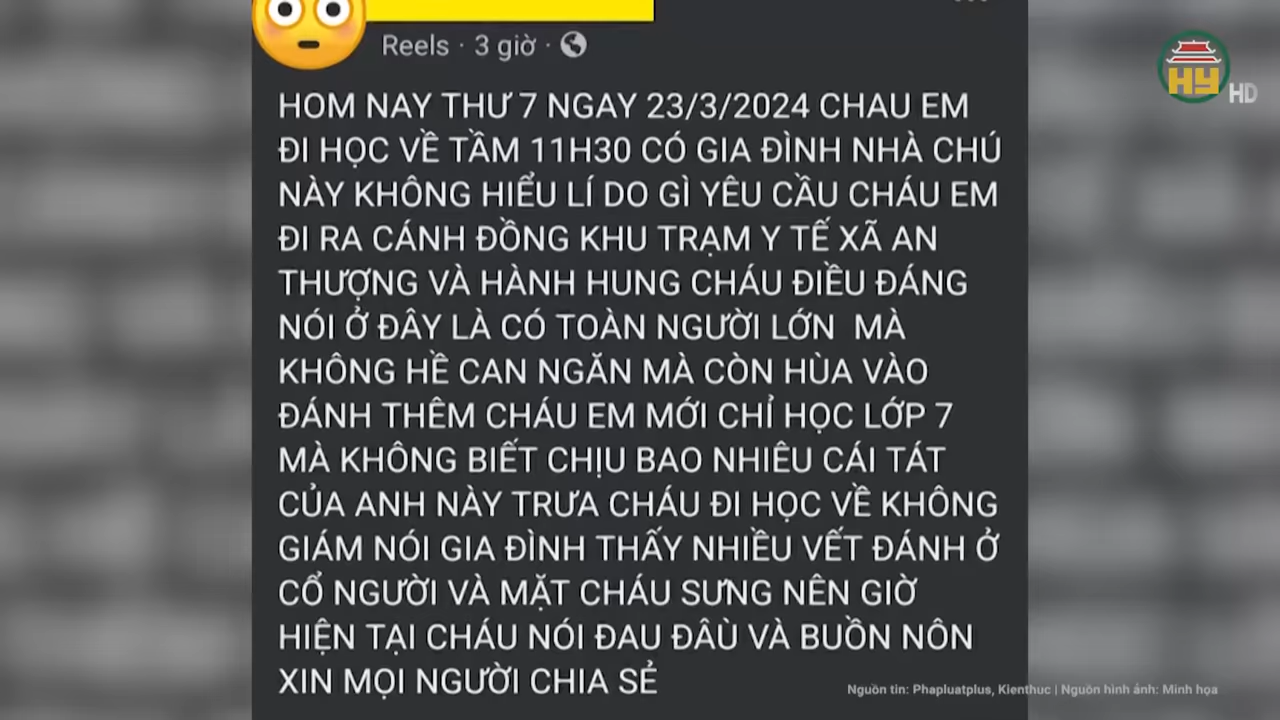 Reels · 3 giờ ·
HY HD
HOM NAY THƯ 7 NGAY 23/3/2024 CHAU EM
ĐI HỌC VỀ TẦM 11H30 CÓ GIA ĐÌNH NHÀ CHÚ
NÀY KHÔNG HIỂU LÍ DO GÌ YÊU CẦU CHÁU EM
ĐI RA CÁNH ĐỒNG KHU TRẠM Y TẾ XÃ AN
THƯỢNG VÀ HÀNH HUNG CHÁU ĐIỀU ĐÁNG
NÓI Ở ĐÂY LÀ CÓ TOÀN NGƯỜI LỚN  MÀ
KHÔNG HỀ CAN NGĂN MÀ CÒN HÙA VÀO
ĐÁNH THÊM CHÁU EM MỚI CHỈ HỌC LỚP 7
MÀ KHÔNG BIẾT CHỊU BAO NHIÊU CÁI TÁT
CỦA ANH NÀY TRƯA CHÁU ĐI HỌC VỀ KHÔNG
GIÁM NÓI GIA ĐÌNH THẤY NHIỀU VẾT ĐÁNH Ở
CỔ NGƯỜI VÀ MẶT CHÁU SƯNG NÊN GIỜ
HIỆN TẠI CHÁU NÓI ĐAU ĐÂÙ VÀ BUỒN NÔN
XIN MỌI NGƯỜI CHIA SẺ
Nguồn tin: Phapluatplus, Kienthuc | Nguồn hình ảnh: Minh họa